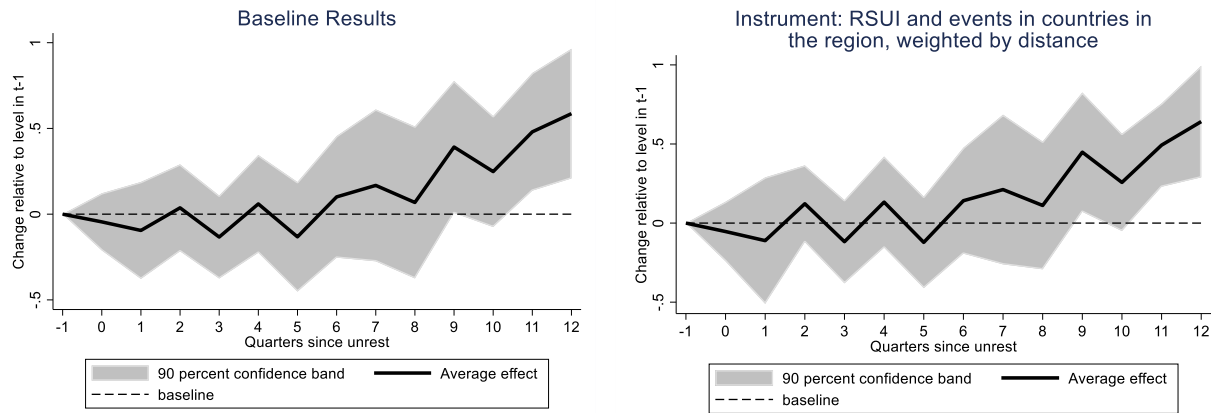 Baseline Results
Change relative to level in t-1
1
.5
0
-.5
-1 0 1 2 3 4 5 6 7 8 9 10 11 12
Quarters since unrest
90 percent confidence band Average effect
baseline
Instrument: RSUI and events in countries in
the region, weighted by distance
Change relative to level in t-1
1
.5
0
-.5
-1 0 1 2 3 4 5 6 7 8 9 10 11 12
Quarters since unrest
90 percent confidence band Average effect
baseline